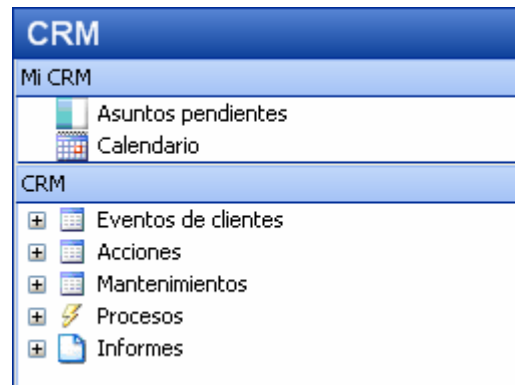 CRM
Mi CRM
Asuntos pendientes
Calendario
CRM
Eventos de clientes
Acciones
Mantenimientos
Procesos
Informes